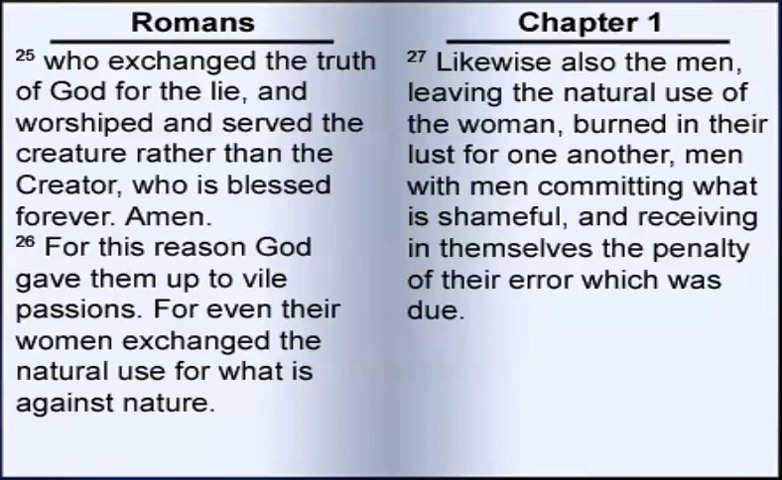 Romans
25 who exchanged the truth
of God for the lie, and
worshiped and served the
creature rather than the
Creator, who is blessed
forever. Amen.
26 For this reason God
gave them up to vile
passions. For even their
women exchanged the
natural use for what is
against nature.
Chapter 1
27 Likewise also the men,
leaving the natural use of
the woman, burned in their
lust for one another, men
with men committing what
is shameful, and receiving
in themselves the penalty
of their error which was
due.